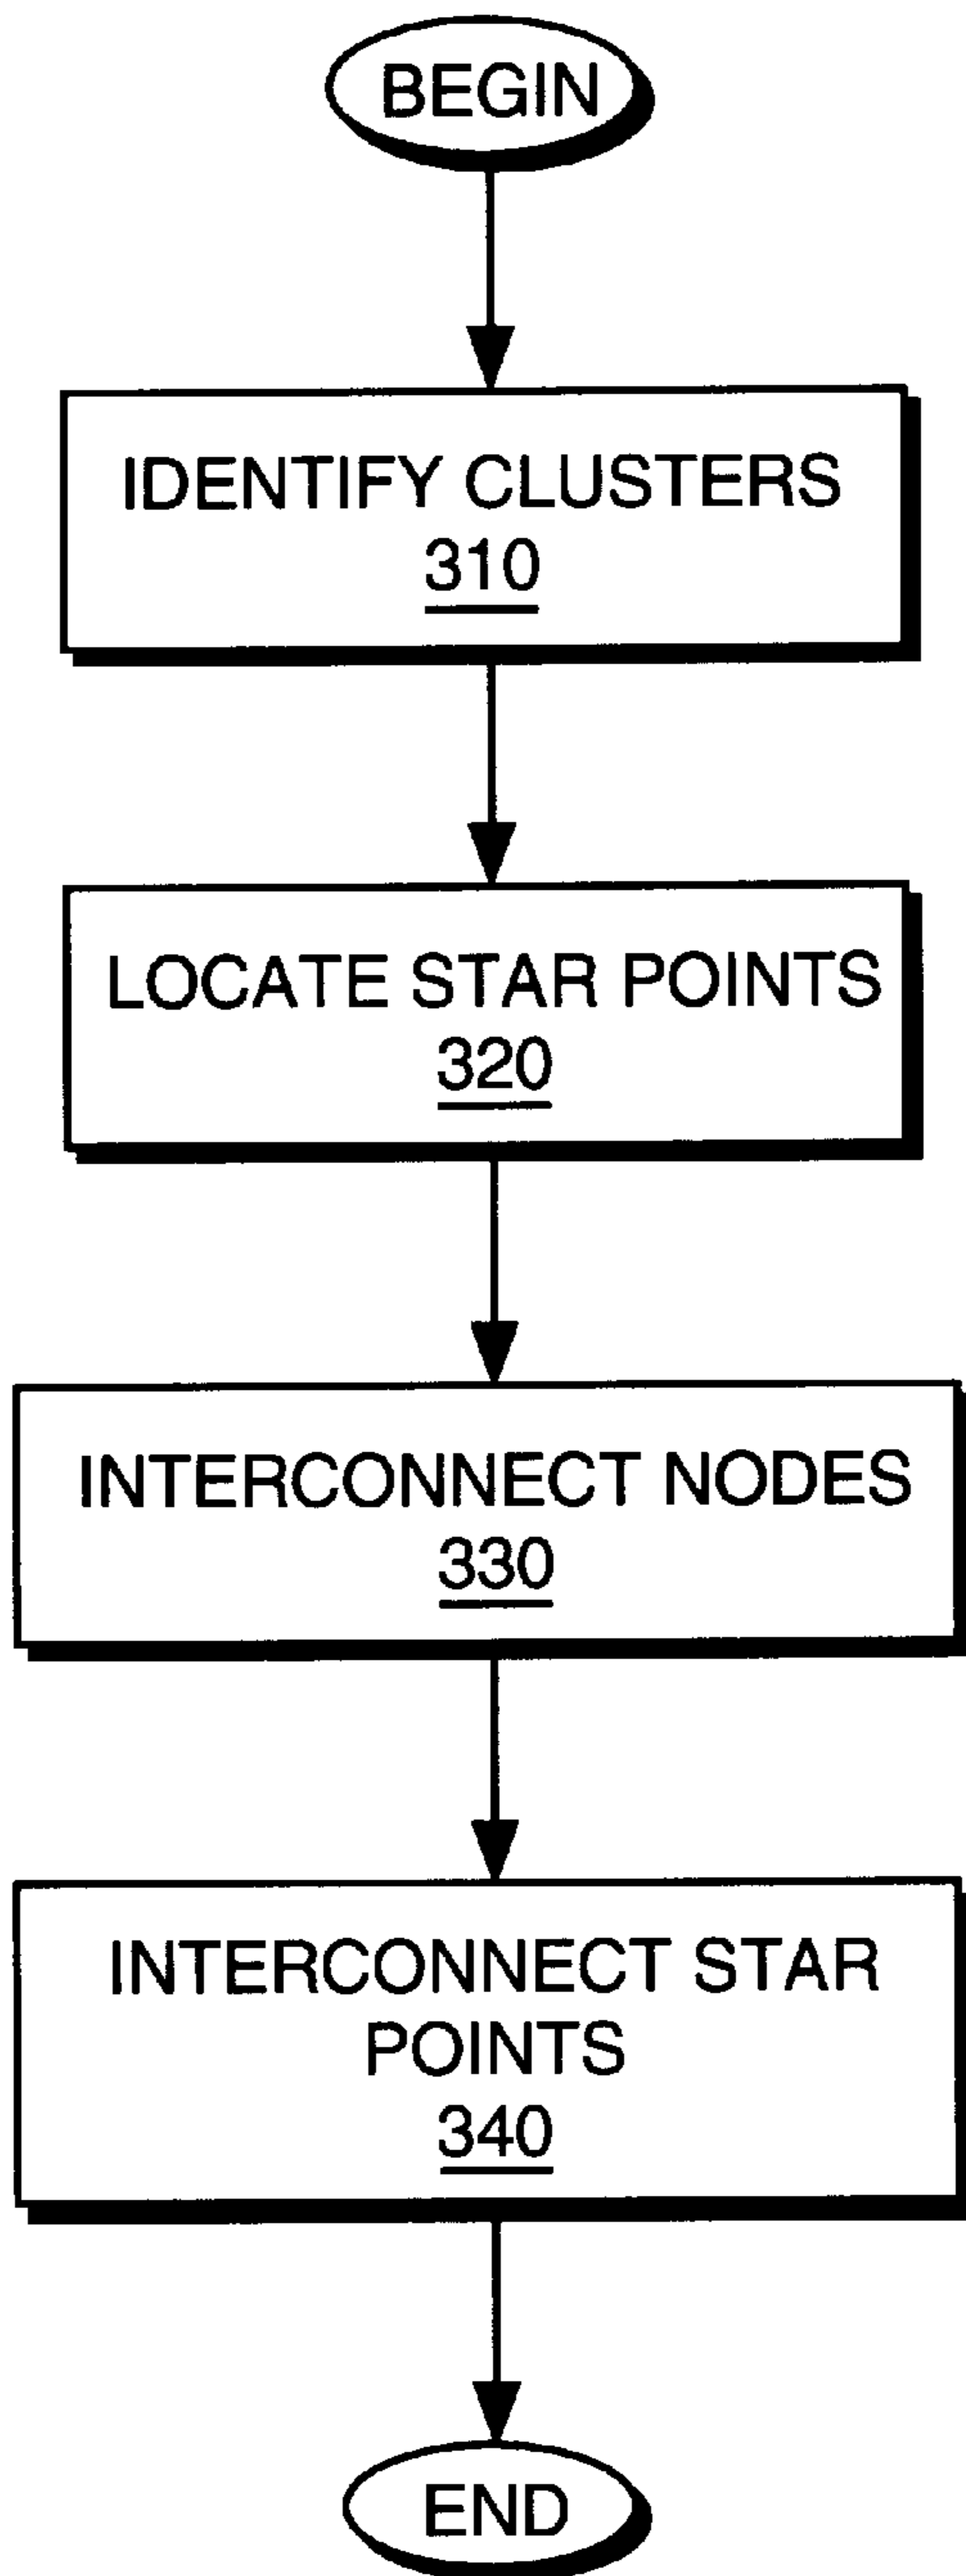 BEGIN
IDENTIFY CLUSTERS
310
LOCATE STAR POINTS
320
INTERCONNECT NODES
330
INTERCONNECT STAR
POINTS
340
END